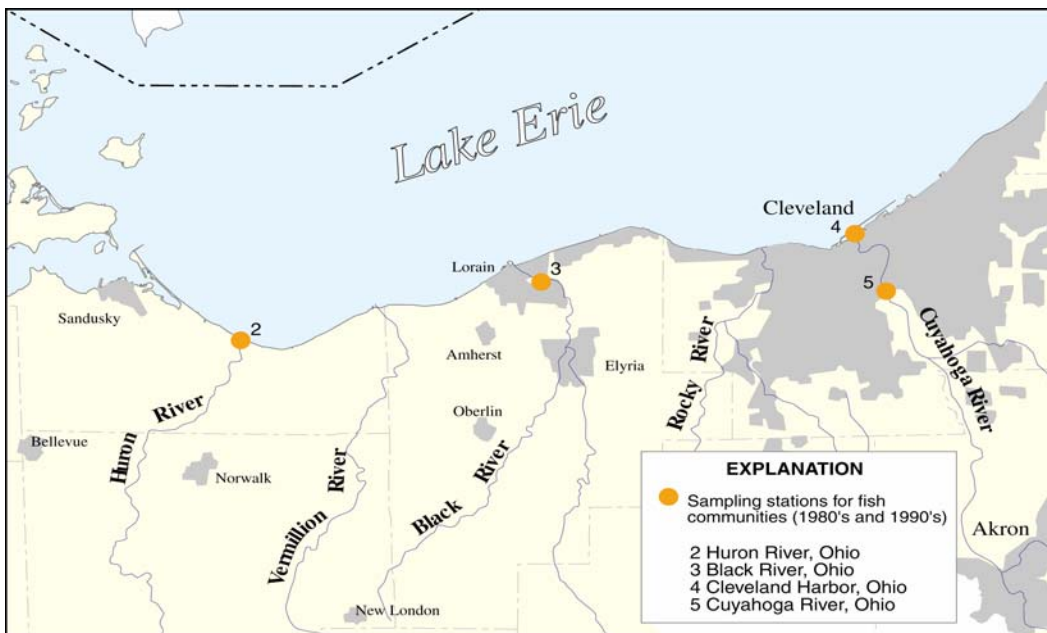 Lake Erie
Cleveland
4
Lorain
3
5
Sandusky
2
Amherst
Elyria
Rocky River
Cuyahoga River
Huron River
Oberlin
Bellevue
Norwalk
Vermillion River
Black River
New London
Akron
EXPLANATION
Sampling stations for fish
communities (1980's and 1990's)
2 Huron River, Ohio
3 Black River, Ohio
4 Cleveland Harbor, Ohio
5 Cuyahoga River, Ohio